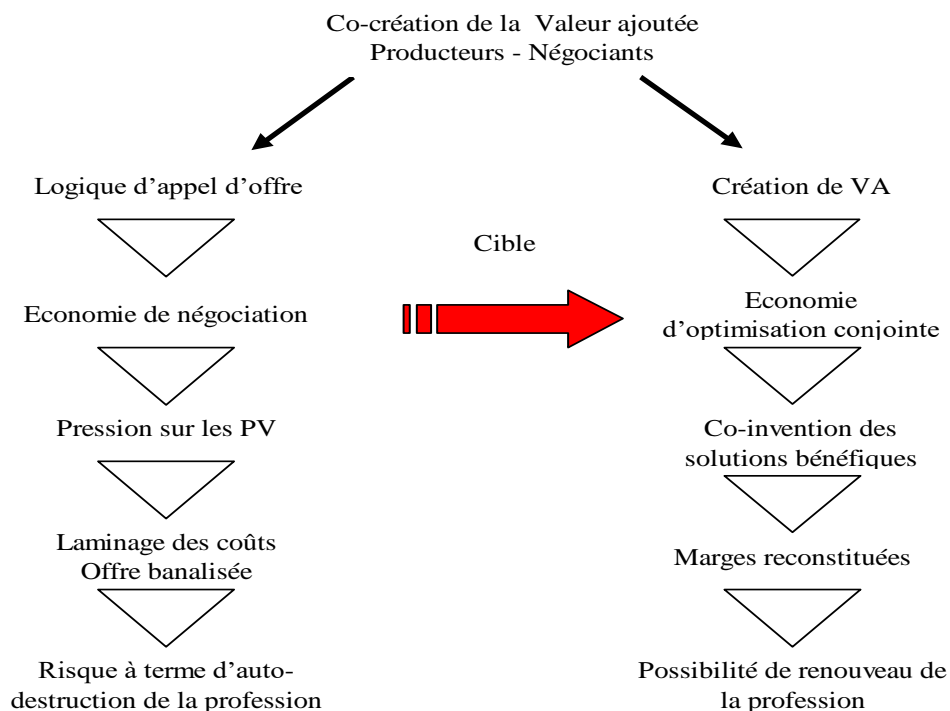 Co-création de la Valeur ajoutée
Producteurs - Négociants
Logique d'appel d'offre
Economie de négociation
Pression sur les PV
Laminage des coûts
Offre banalisée
Risque à terme d'auto-
destruction de la profession
Cible
Création de VA
Economie
d'optimisation conjointe
Co-invention des
solutions bénéfiques
Marges reconstituées
Possibilité de renouveau de
la profession